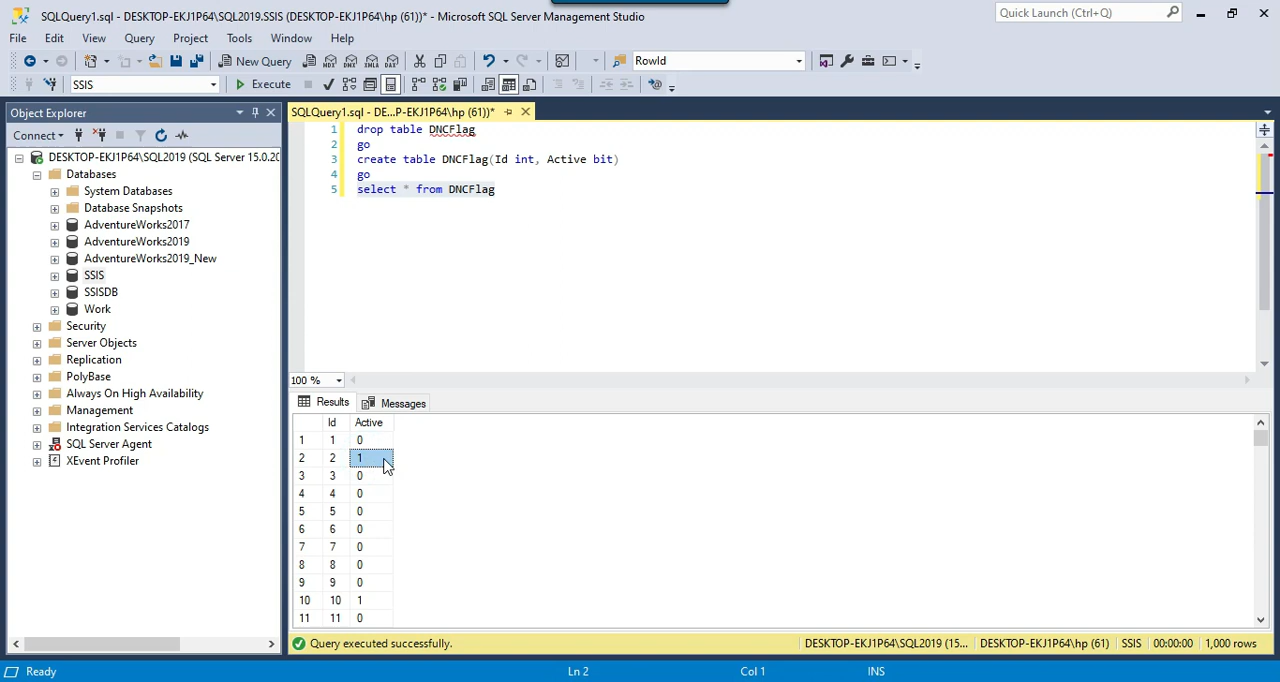 SQLQuery1.sql - DESKTOP-EKJ1P64\SQL2019.SSIS (DESKTOP-EKJ1P64\hp (61))* - Microsoft SQL Server Management Studio
Quick Launch (Ctrl+Q)
File Edit View Query Project Tools Window Help
New Query MDX DMX XMLA DAX RowId
SSIS Execute
Object Explorer
SQLQuery1.sql - DE...P-EKJ1P64\hp (61))*
Connect
DESKTOP-EKJ1P64\SQL2019 (SQL Server 15.0.20
Databases
System Databases
Database Snapshots
AdventureWorks2017
AdventureWorks2019
AdventureWorks2019_New
SSIS
SSISDB
Work
Security
Server Objects
Replication
PolyBase
Always On High Availability
Management
Integration Services Catalogs
SQL Server Agent
XEvent Profiler
1 drop table DNCFlag
2 go
3 create table DNCFlag(Id int, Active bit)
4 go
5 select * from DNCFlag
100 %
Results Messages
Id Active
1 1 0
2 2 1
3 3 0
4 4 0
5 5 0
6 6 0
7 7 0
8 8 0
9 9 0
10 10 1
11 11 0
Query executed successfully. DESKTOP-EKJ1P64\SQL2019 (15... DESKTOP-EKJ1P64\hp (61) SSIS 00:00:00 1,000 rows
Ready Ln 2 Col 1 INS